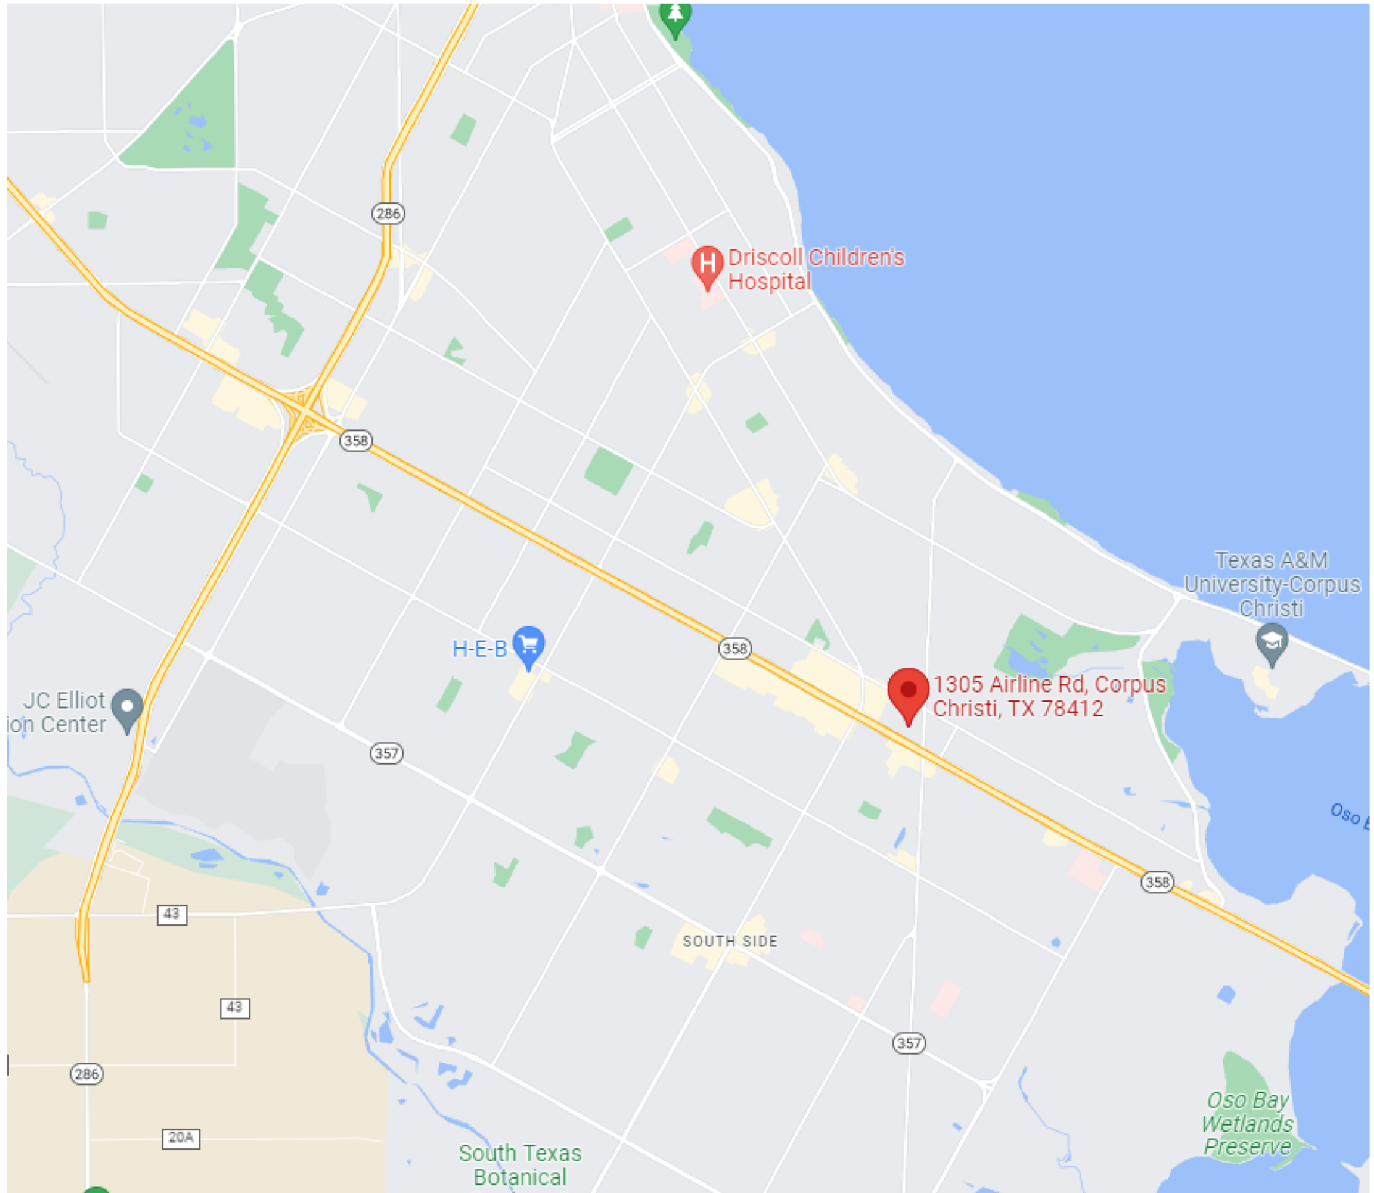 286
Driscoll Children's
Hospital
358
Texas A&M
University-Corpus
Christi
H-E-B
358
1305 Airline Rd, Corpus
Christi, TX 78412
JC Elliot
ion Center
357
Oso
358
43
SOUTH SIDE
43
357
286
Oso Bay
Wetlands
Preserve
20A
South Texas
Botanical